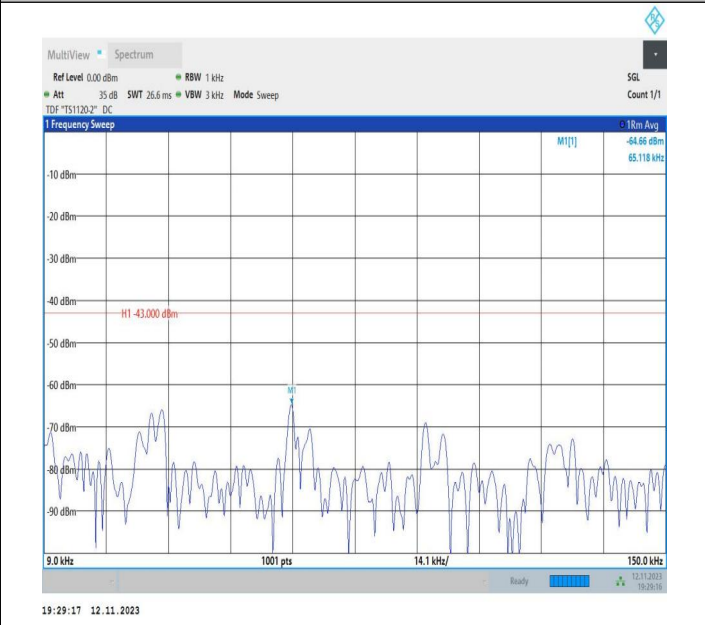 R S
MultiView Spectrum
Ref Level 0.00 dBm RBW 1 kHz SGL
Att 35 dB SWT 26.6 ms VBW 3 kHz Mode Sweep Count 1/1
TDF "TS1120-2" DC
1 Frequency Sweep 1Rm Avg
M1[1] -64.66 dBm
65.118 kHz
-10 dBm
-20 dBm
-30 dBm
-40 dBm
H1 -43.000 dBm
-50 dBm
-60 dBm
M1
-70 dBm
-80 dBm
-90 dBm
9.0 kHz 1001 pts 14.1 kHz/ 150.0 kHz
Ready 12.11.2023
19:29:16
19:29:17 12.11.2023